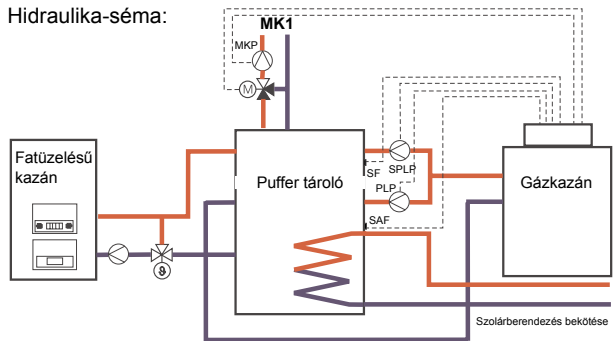 Hidraulika-séma:
MK1
MKP
M
Fatüzelésű
kazán
Puffer tároló
SF
SPLP
PLP
SAF
Gázkazán
ϑ
Szolárberendezés bekötése